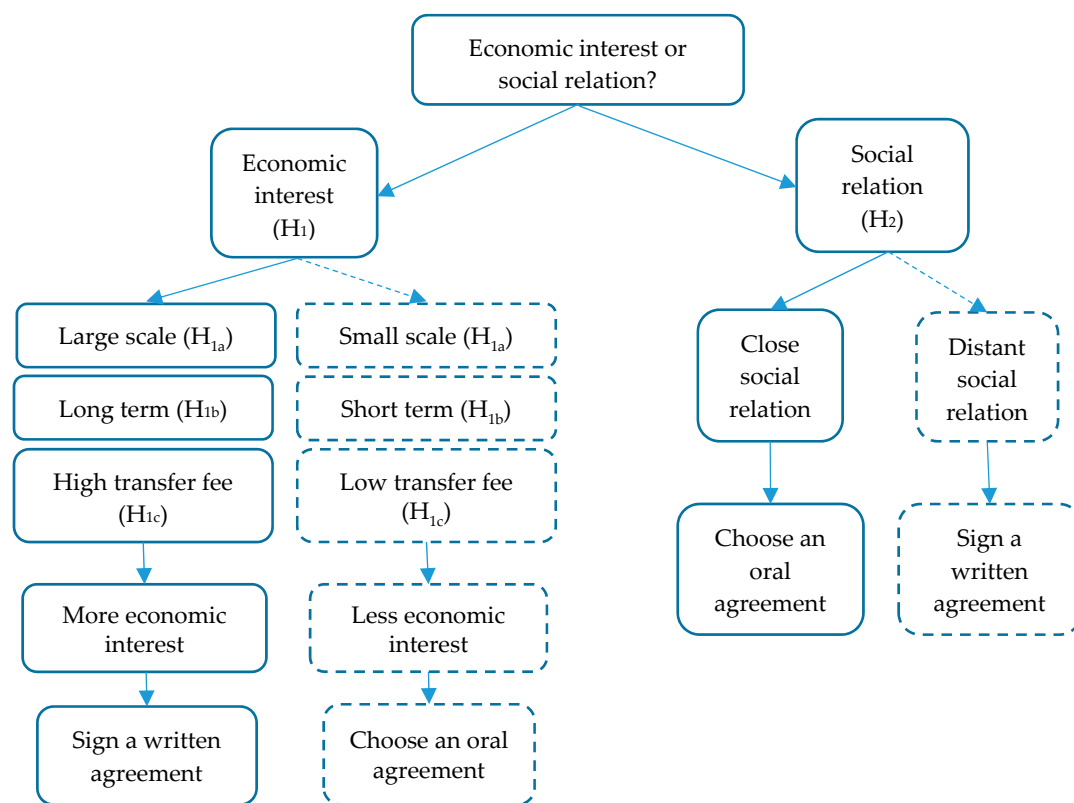 Economic interest or
social relation?
Economic
interest
(H₁)
Social
relation
(H₂)
Large scale (H₁ₐ)
Small scale (H₁ₐ)
Long term (H1b)
Short term (H1b)
High transfer fee
(H1c)
Low transfer fee
(H1c)
Close
social
relation
Distant
social
relation
More economic
interest
Less economic
interest
Choose an
oral
agreement
Sign a
written
agreement
Sign a written
agreement
Choose an oral
agreement